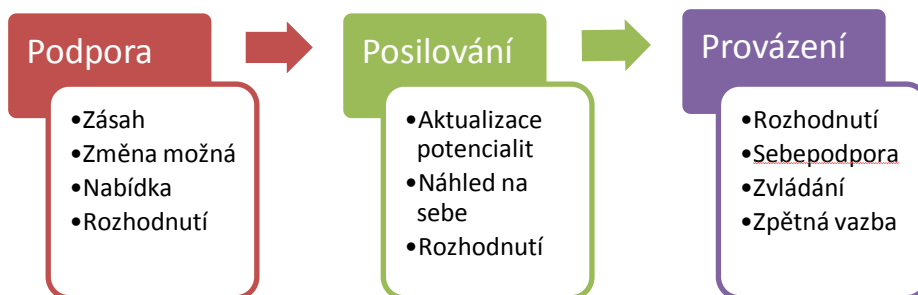 Podpora
•Zásah
•Změna možná
•Nabídka
•Rozhodnutí
Posilování
•Aktualizace
potencialit
•Náhled na
sebe
•Rozhodnutí
Provázení
•Rozhodnutí
•Sebepodpora
•Zvládání
•Zpětná vazba